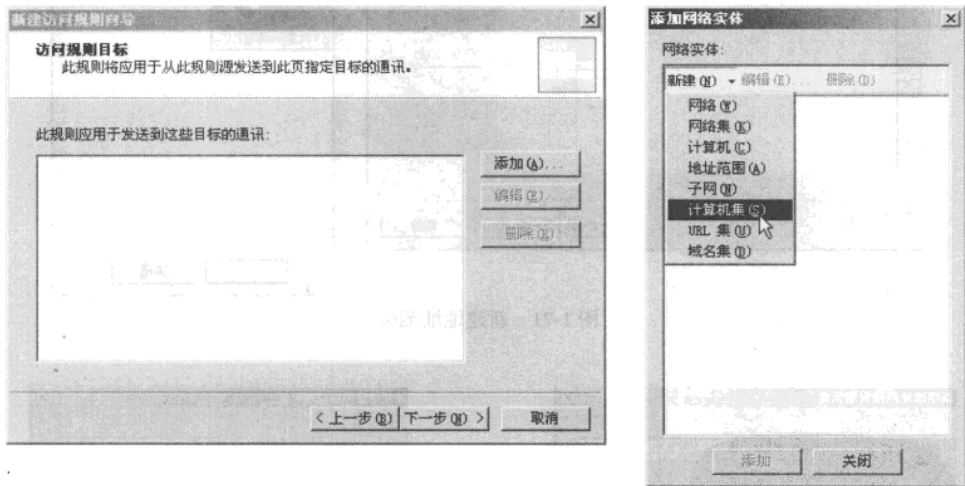 新建访问规则向导
访问规则目标
此规则将应用于从此规则源发送到此页指定目标的通讯。
此规则应用于发送到这些目标的通讯:
添加(A)...
编辑(E)...
删除(R)
<上一步(B)
下一步(N)>
取消
添加网络实体
网络实体:
新建(N)
编辑(E)...
删除(D)
网络(W)
网络集(K)
计算机(C)
地址范围(A)
子网(N)
计算机集(S)
URL 集(U)
域名集(D)
添加
关闭